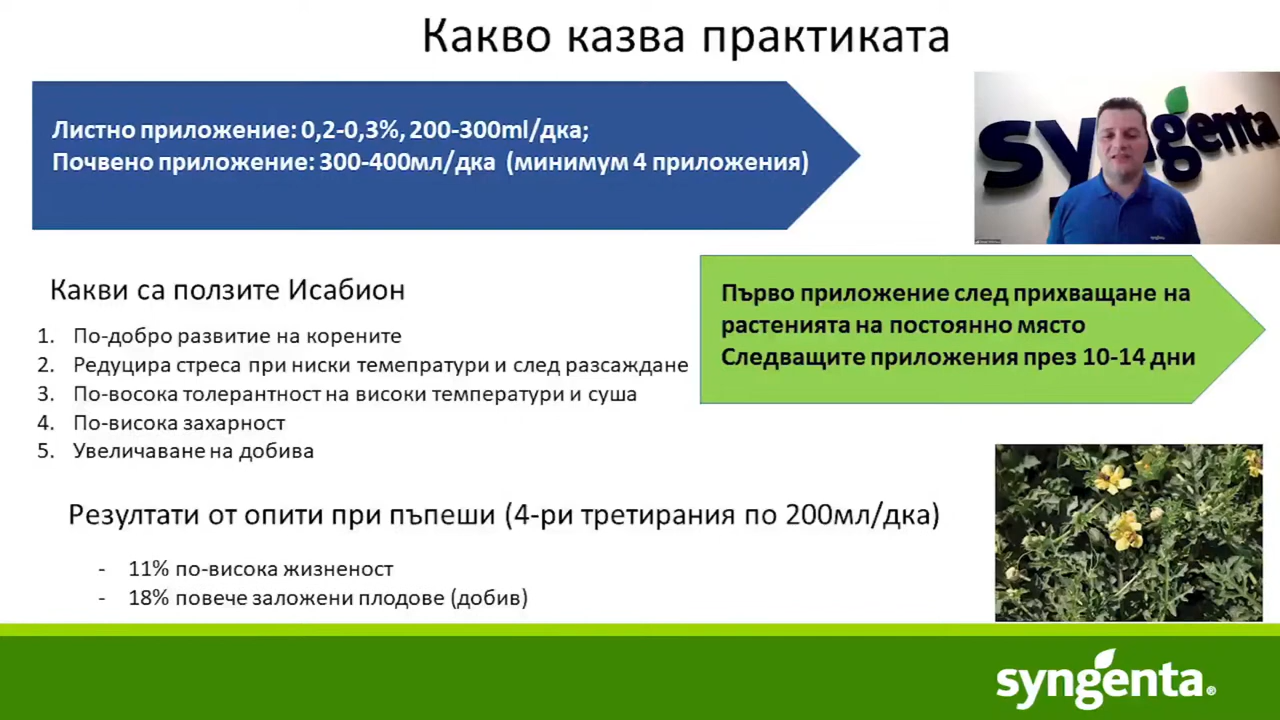 Какво казва практиката
Листно приложение: 0,2-0,3%, 200-300ml/дка;
Почвено приложение: 300-400мл/дка (минимум 4 приложения)
syngenta
Какви са ползите Исабион
1. По-добро развитие на корените
2. Редуцира стреса при ниски темепратури и след разсаждане
3. По-восока толерантност на високи температури и суша
4. По-висока захарност
5. Увеличаване на добива
Първо приложение след прихващане на
растенията на постоянно място
Следващите приложения през 10-14 дни
Резултати от опити при пъпеши (4-ри третирания по 200мл/дка)
- 11% по-висока жизненост
- 18% повече заложени плодове (добив)
syngenta®